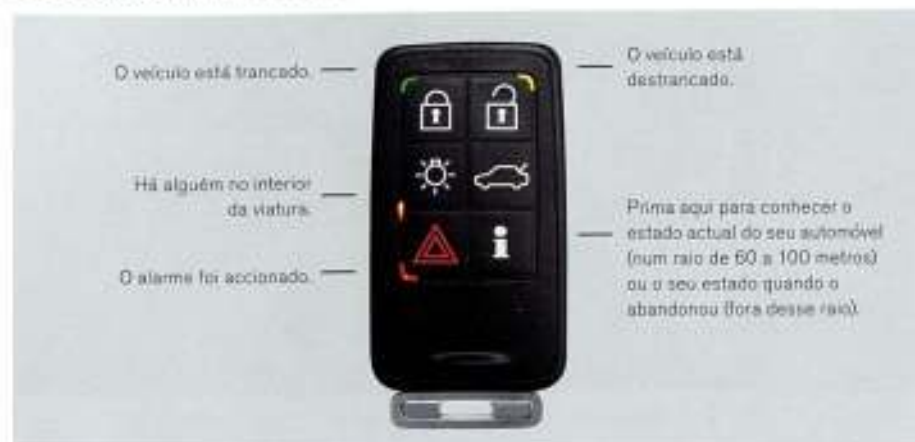 O veículo está trancado.
O veículo está
destrancado.
Há alguém no interior
da viatura.
O alarme foi accionado.
Prima aqui para conhecer o
estado actual do seu automóvel
(num raio de 60 a 100 metros)
ou o seu estado quando o
abandonou (fora desse raio).